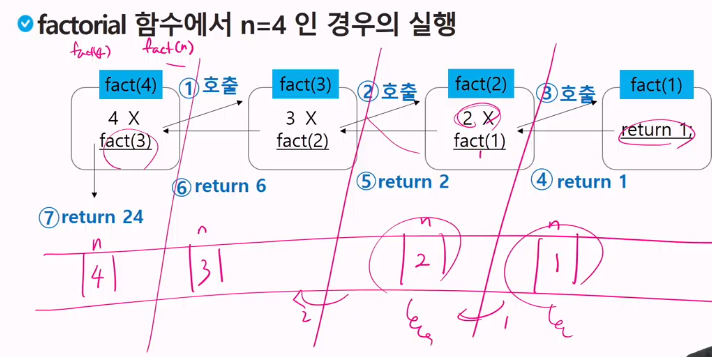 factorial 함수에서 n=4 인 경우의 실행
fact(4) fact(n)
fact(4) ① 호출 fact(3) ② 호출 fact(2) ③ 호출 fact(1)
4 X 3 X 2 X return 1;
fact(3) fact(2) fact(1)
1
⑥ return 6 ⑤ return 2 ④ return 1
⑦ return 24
n n n n
4 3 2 1
2 1